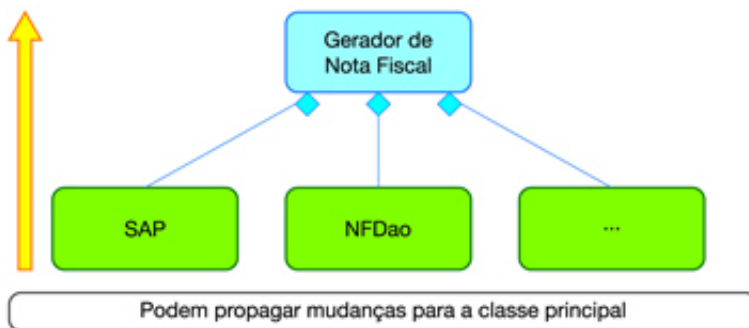 Gerador de
Nota Fiscal
SAP
NFDao
...
Podem propagar mudanças para a classe principal